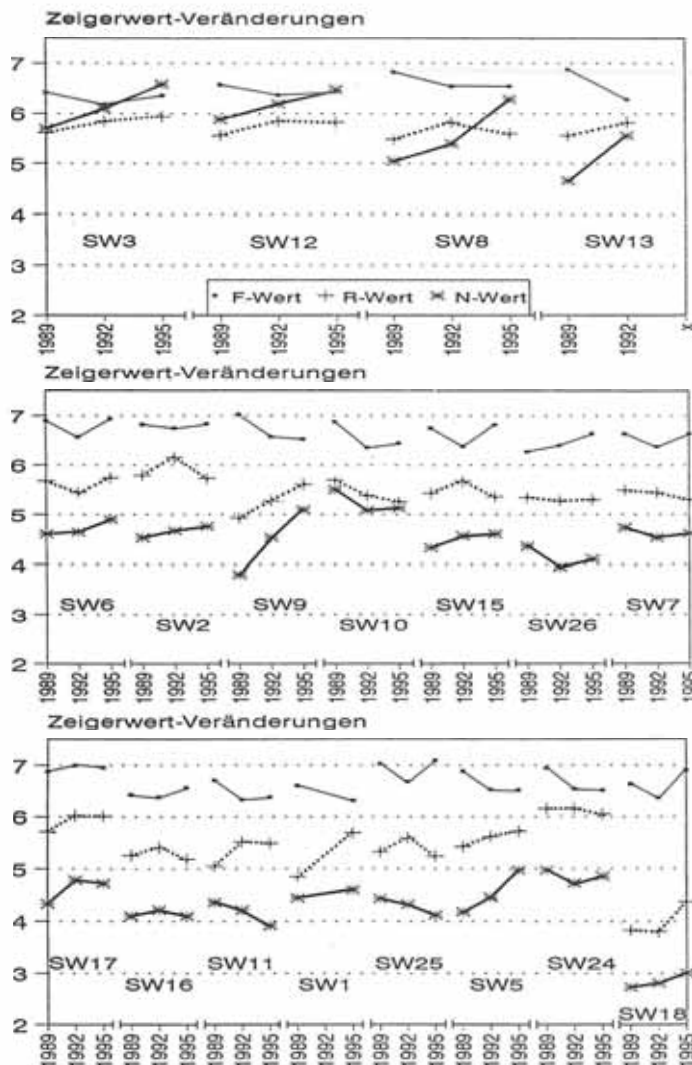 Zeigerwert-Veränderungen
7
6
5
4
3
2
SW3 SW12 SW8 SW13
F-Wert R-Wert N-Wert
1989 1992 1995 1989 1992 1995 1989 1992 1995 1989 1992 x
Zeigerwert-Veränderungen
7
6
5
4
3
2
SW6 SW9 SW15 SW7
SW2 SW10 SW26
1989 1992 1995 1989 1992 1995 1989 1992 1995 1989 1992 1995 1989 1992 1995 1989 1992 1995 1989 1992 1995
Zeigerwert-Veränderungen
7
6
5
4
3
2
SW17 SW11 SW25 SW24
SW16 SW1 SW5
SW18
1989 1992 1995 1989 1992 1995 1989 1992 1995 1989 1992 1995 1989 1992 1995 1989 1992 1995 1989 1992 1995 1989 1992 1995